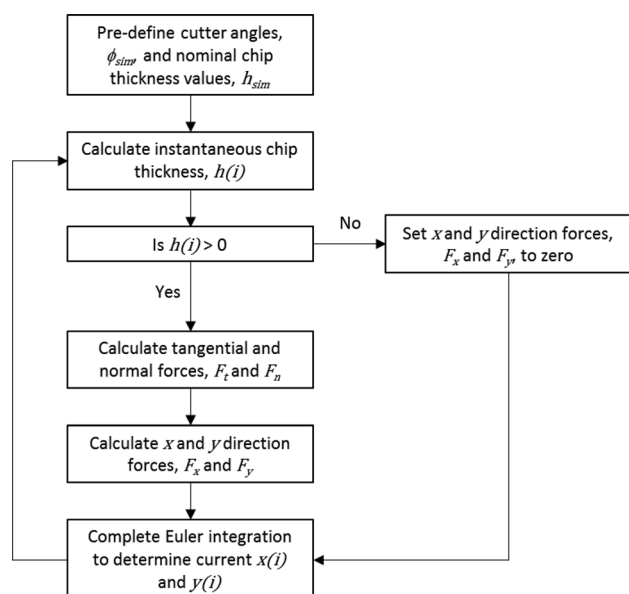 Pre-define cutter angles,
ϕsim, and nominal chip
thickness values, hsim
Calculate instantaneous chip
thickness, h(i)
Is h(i) > 0
No
Set x and y direction forces,
Fx and Fy, to zero
Yes
Calculate tangential and
normal forces, Ft and Fn
Calculate x and y direction
forces, Fx and Fy
Complete Euler integration
to determine current x(i)
and y(i)